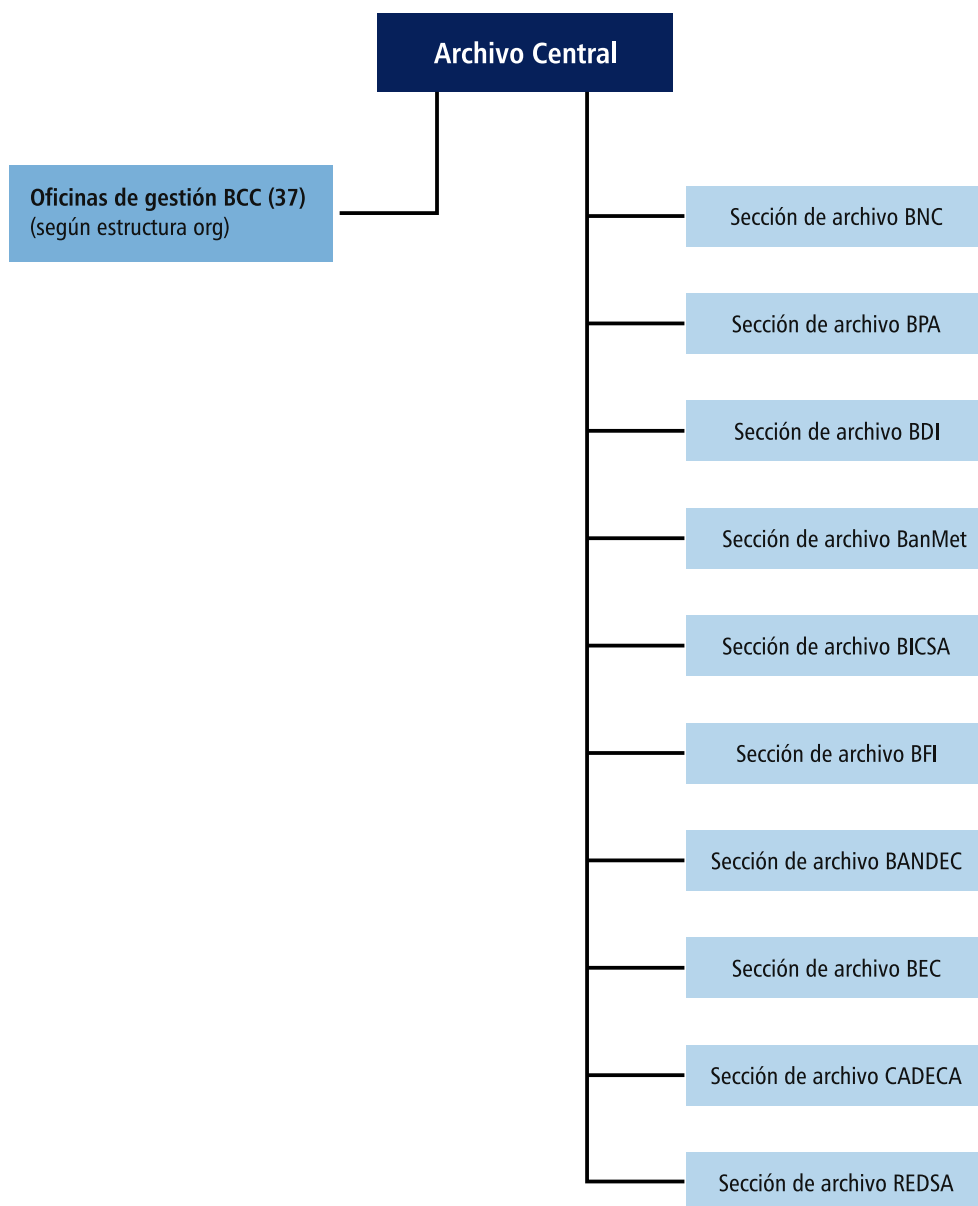 Archivo Central
Oficinas de gestión BCC (37)
(según estructura org)
Sección de archivo BNC
Sección de archivo BPA
Sección de archivo BDI
Sección de archivo BanMet
Sección de archivo BICSA
Sección de archivo BFI
Sección de archivo BANDEC
Sección de archivo BEC
Sección de archivo CADECA
Sección de archivo REDSA